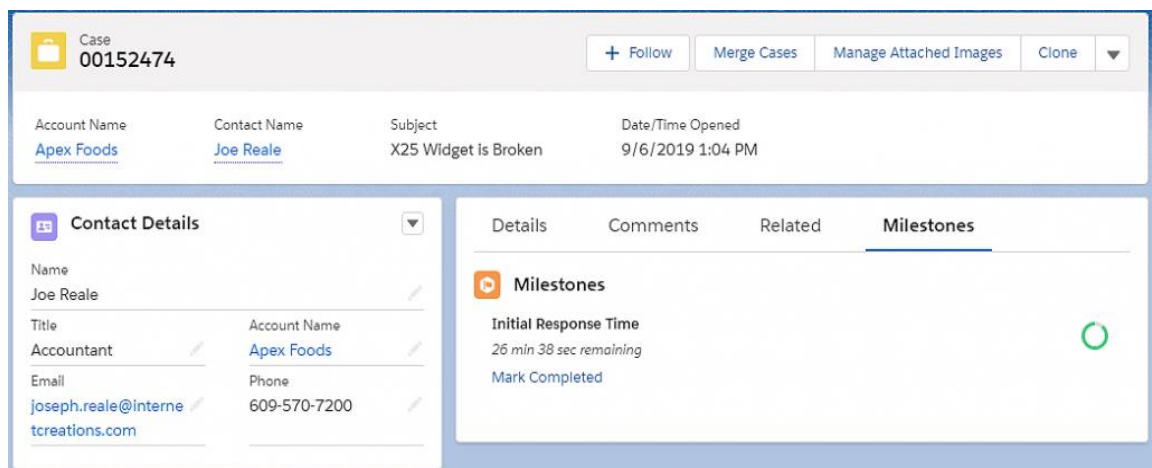 Case
00152474
+ Follow
Merge Cases
Manage Attached Images
Clone
Account Name
Contact Name
Subject
Date/Time Opened
Apex Foods
Joe Reale
X25 Widget is Broken
9/6/2019 1:04 PM
Contact Details
Name
Joe Reale
Title
Account Name
Accountant
Apex Foods
Email
Phone
joseph.reale@interne
tcreations.com
609-570-7200
Details
Comments
Related
Milestones
Milestones
Initial Response Time
26 min 38 sec remaining
Mark Completed